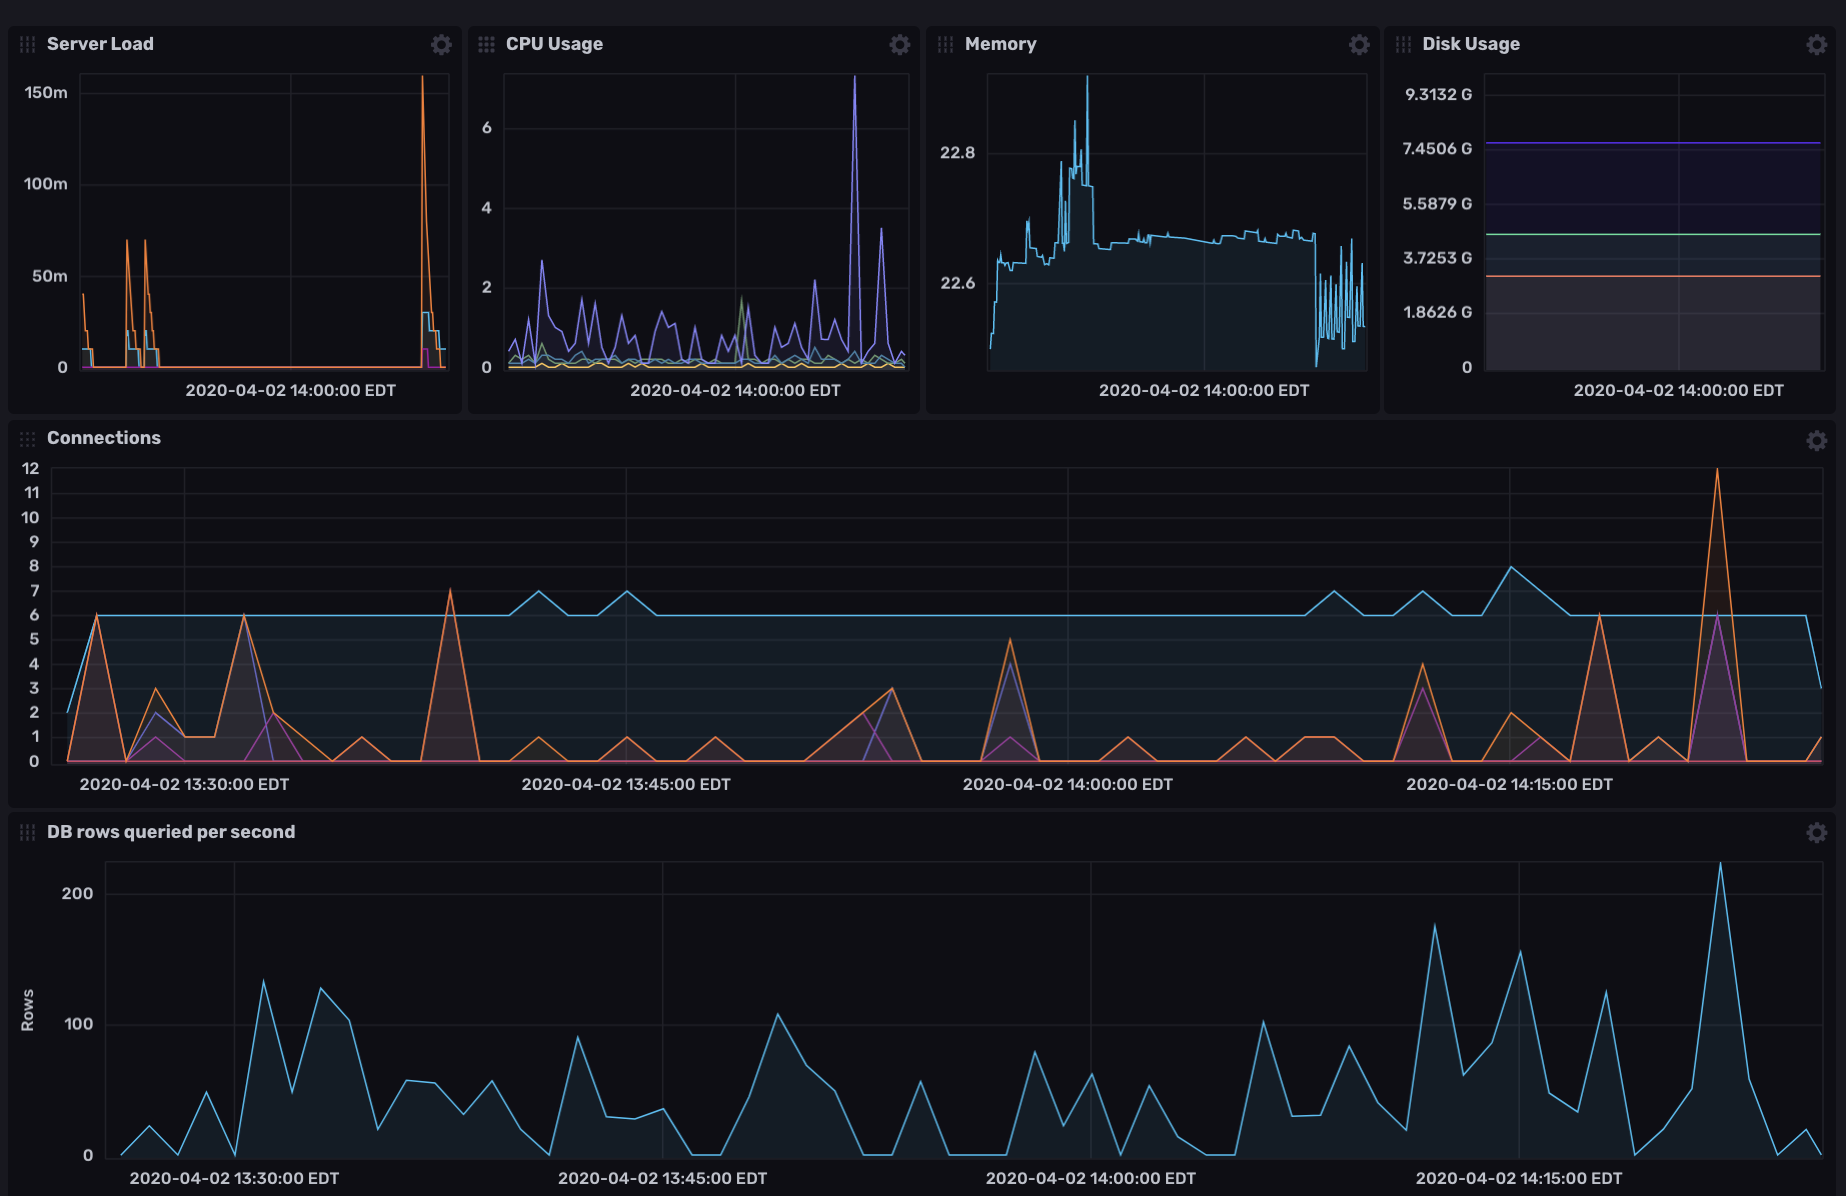 Server Load
CPU Usage
Memory
Disk Usage
150m
100m
50m
0
2020-04-02 14:00:00 EDT
6
4
2
0
2020-04-02 14:00:00 EDT
22.8
22.6
2020-04-02 14:00:00 EDT
9.3132 G
7.4506 G
5.5879 G
3.7253 G
1.8626 G
0
2020-04-02 14:00:00 EDT
Connections
12
11
10
9
8
7
6
5
4
3
2
1
0
2020-04-02 13:30:00 EDT
2020-04-02 13:45:00 EDT
2020-04-02 14:00:00 EDT
2020-04-02 14:15:00 EDT
DB rows queried per second
Rows
200
100
0
2020-04-02 13:30:00 EDT
2020-04-02 13:45:00 EDT
2020-04-02 14:00:00 EDT
2020-04-02 14:15:00 EDT